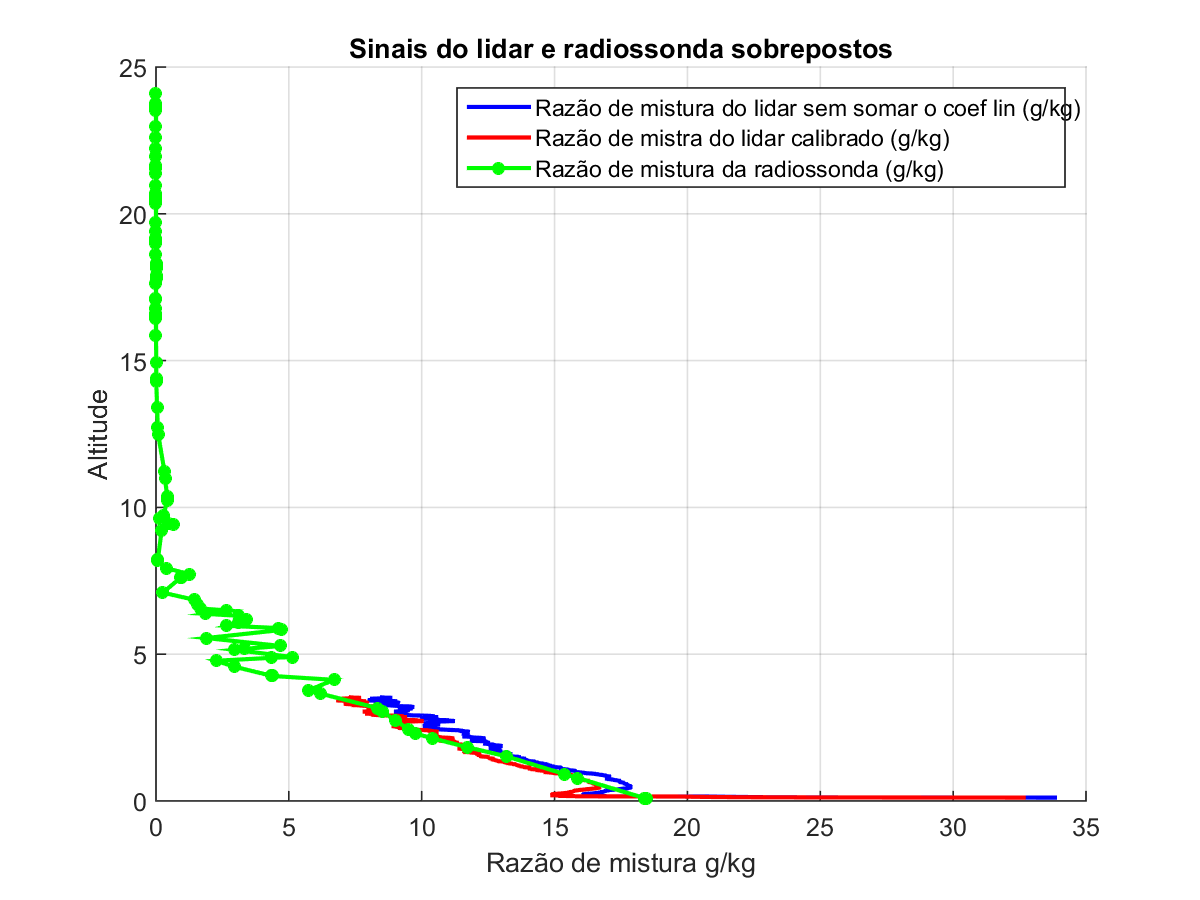 Sinais do lidar e radiossonda sobrepostos
25
Razão de mistura do lidar sem somar o coef lin (g/kg)
Razão de mistra do lidar calibrado (g/kg)
Razão de mistura da radiossonda (g/kg)
20
15
Altitude
10
5
0
0 5 10 15 20 25 30 35
Razão de mistura g/kg